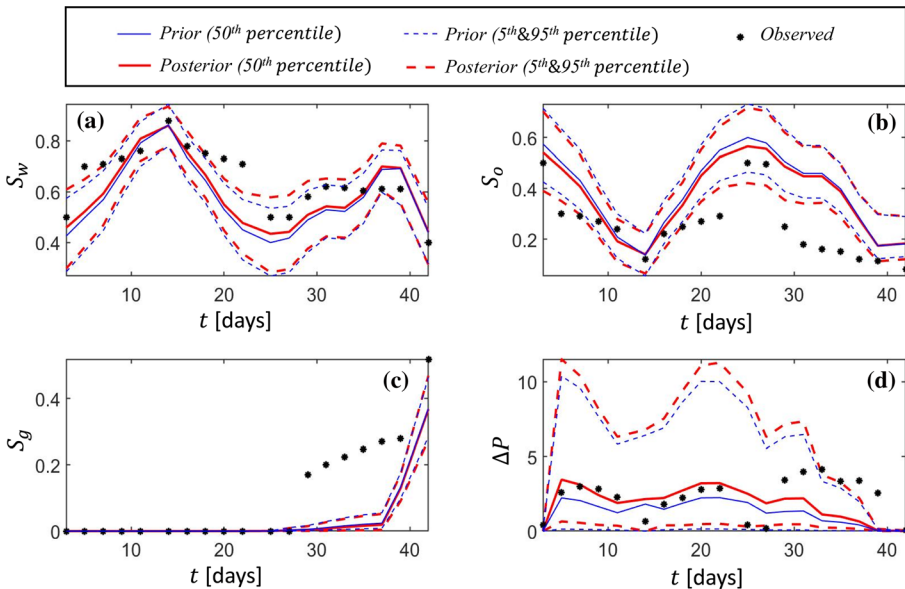 Prior (50th percentile) Prior (5th&95th percentile) Observed
Posterior (50th percentile) Posterior (5th&95th percentile)
(a)
S_w
0.8
0.6
0.4
10 20 30 40
t [days]
(b)
S_o
0.6
0.4
0.2
10 20 30 40
t [days]
(c)
S_g
0.4
0.2
0
10 20 30 40
t [days]
(d)
ΔP
10
5
0
10 20 30 40
t [days]